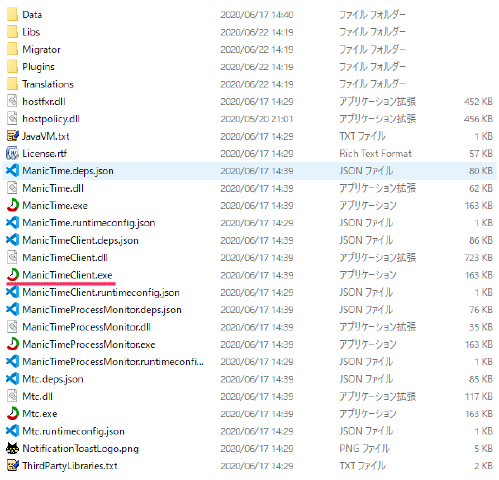 Data 2020/06/17 14:40 ファイル フォルダー
Libs 2020/06/22 14:19 ファイル フォルダー
Migrator 2020/06/22 14:19 ファイル フォルダー
Plugins 2020/06/22 14:19 ファイル フォルダー
Translations 2020/06/22 14:19 ファイル フォルダー
hostfxr.dll 2020/06/17 14:29 アプリケーション拡張 452 KB
hostpolicy.dll 2020/05/20 21:01 アプリケーション拡張 456 KB
JavaVM.txt 2020/06/17 14:29 TXT ファイル 1 KB
License.rtf 2020/06/17 14:29 Rich Text Format 57 KB
ManicTime.deps.json 2020/06/17 14:39 JSON ファイル 80 KB
ManicTime.dll 2020/06/17 14:39 アプリケーション拡張 62 KB
ManicTime.exe 2020/06/17 14:39 アプリケーション 163 KB
ManicTime.runtimeconfig.json 2020/06/17 14:29 JSON ファイル 1 KB
ManicTimeClient.deps.json 2020/06/17 14:39 JSON ファイル 86 KB
ManicTimeClient.dll 2020/06/17 14:39 アプリケーション拡張 723 KB
ManicTimeClient.exe 2020/06/17 14:39 アプリケーション 163 KB
ManicTimeClient.runtimeconfig.json 2020/06/17 14:29 JSON ファイル 1 KB
ManicTimeProcessMonitor.deps.json 2020/06/17 14:39 JSON ファイル 76 KB
ManicTimeProcessMonitor.dll 2020/06/17 14:39 アプリケーション拡張 35 KB
ManicTimeProcessMonitor.exe 2020/06/17 14:39 アプリケーション 163 KB
ManicTimeProcessMonitor.runtimeconfi... 2020/06/17 14:29 JSON ファイル 1 KB
Mtc.deps.json 2020/06/17 14:39 JSON ファイル 85 KB
Mtc.dll 2020/06/17 14:39 アプリケーション拡張 117 KB
Mtc.exe 2020/06/17 14:39 アプリケーション 163 KB
Mtc.runtimeconfig.json 2020/06/17 14:29 JSON ファイル 1 KB
NotificationToastLogo.png 2020/06/17 14:29 PNG ファイル 5 KB
ThirdPartyLibraries.txt 2020/06/17 14:29 TXT ファイル 2 KB